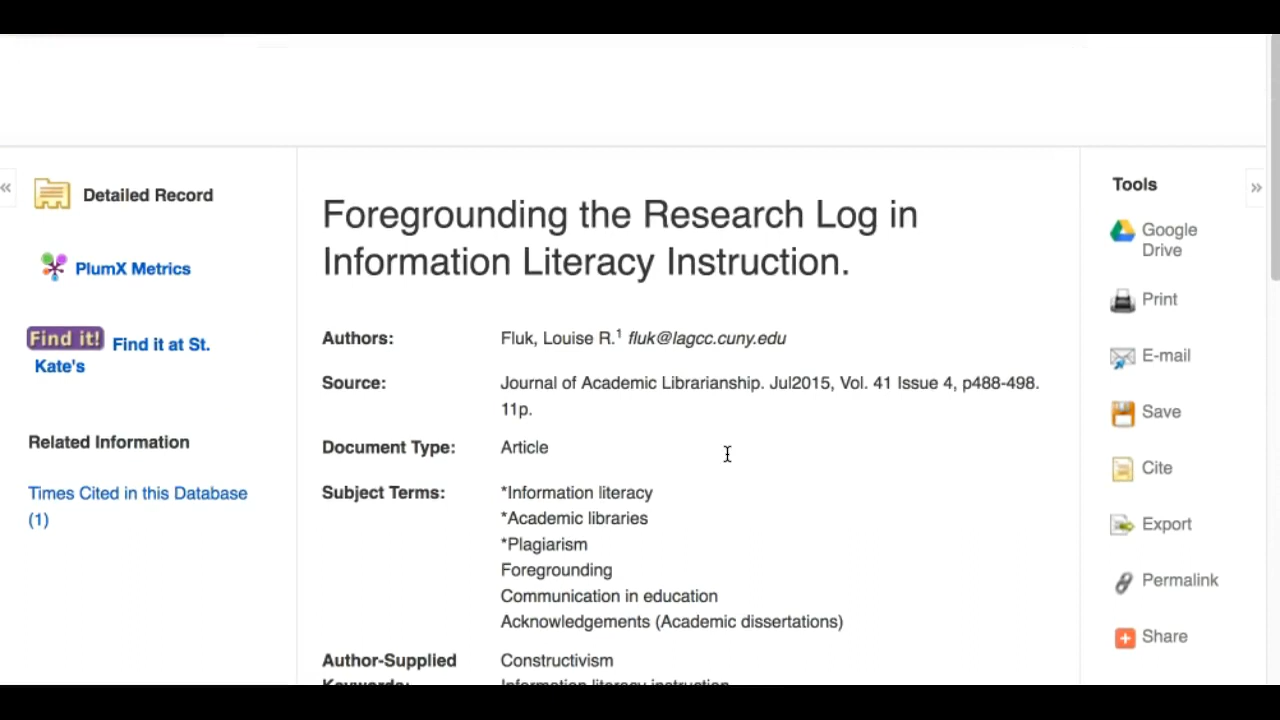 «
Detailed Record
PlumX Metrics
Find it! Find it at St.
Kate's
Related Information
Times Cited in this Database
(1)
Foregrounding the Research Log in
Information Literacy Instruction.
Authors: Fluk, Louise R.1 fluk@lagcc.cuny.edu
Source: Journal of Academic Librarianship. Jul2015, Vol. 41 Issue 4, p488-498.
11p.
Document Type: Article
Subject Terms: *Information literacy
*Academic libraries
*Plagiarism
Foregrounding
Communication in education
Acknowledgements (Academic dissertations)
Author-Supplied Constructivism
Keywords: Information literacy instruction
Tools »
Google
Drive
Print
E-mail
Save
Cite
Export
Permalink
Share